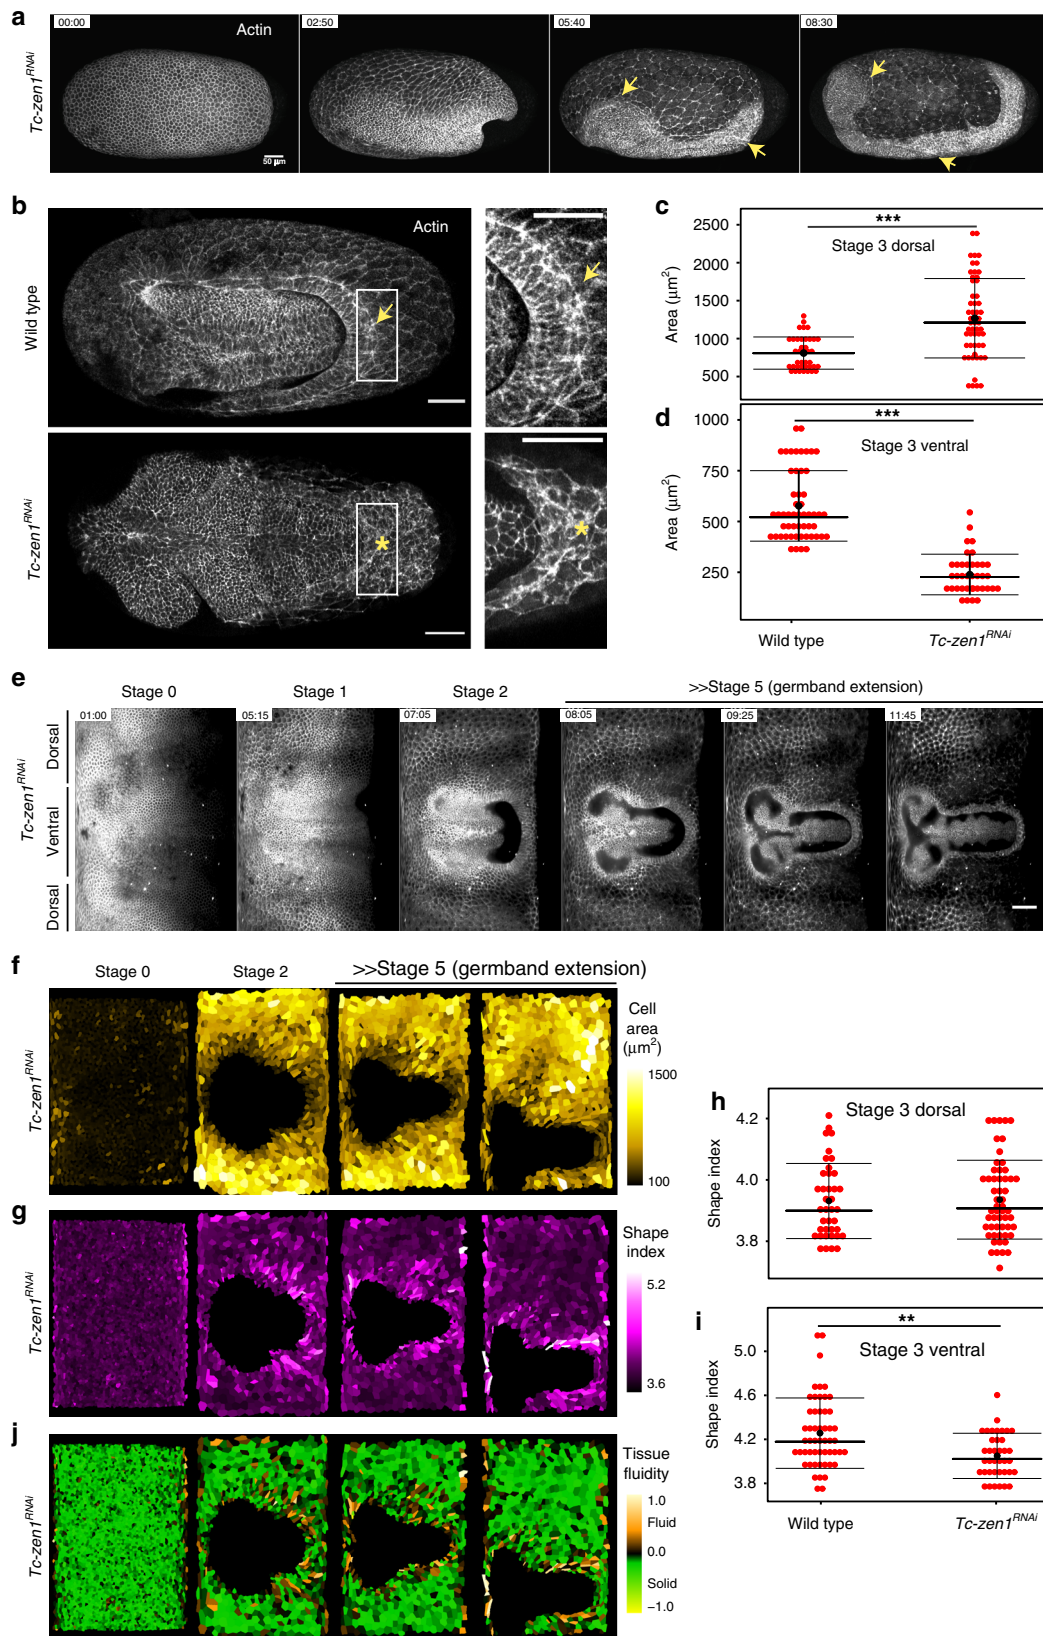 a
Tc-zen1RNAi
00:00
Actin
50 μm
02:50
05:40
08:30
b
Wild type
Actin
Tc-zen1RNAi
c
Area (μm²)
2500
2000
1500
1000
500
***
Stage 3 dorsal
d
Area (μm²)
1000
750
500
250
***
Stage 3 ventral
Wild type
Tc-zen1RNAi
e
Stage 0
Stage 1
Stage 2
>>Stage 5 (germband extension)
Tc-zen1RNAi
Dorsal
Ventral
Dorsal
01:00
05:15
07:05
08:05
09:25
11:45
f
Stage 0
Stage 2
>>Stage 5 (germband extension)
Tc-zen1RNAi
Cell
area
(μm²)
1500
100
g
Tc-zen1RNAi
Shape
index
5.2
3.6
h
Shape index
4.2
4.0
3.8
Stage 3 dorsal
i
Shape index
5.0
4.6
4.2
3.8
**
Stage 3 ventral
Wild type
Tc-zen1RNAi
j
Tc-zen1RNAi
Tissue
fluidity
1.0
Fluid
0.0
Solid
−1.0